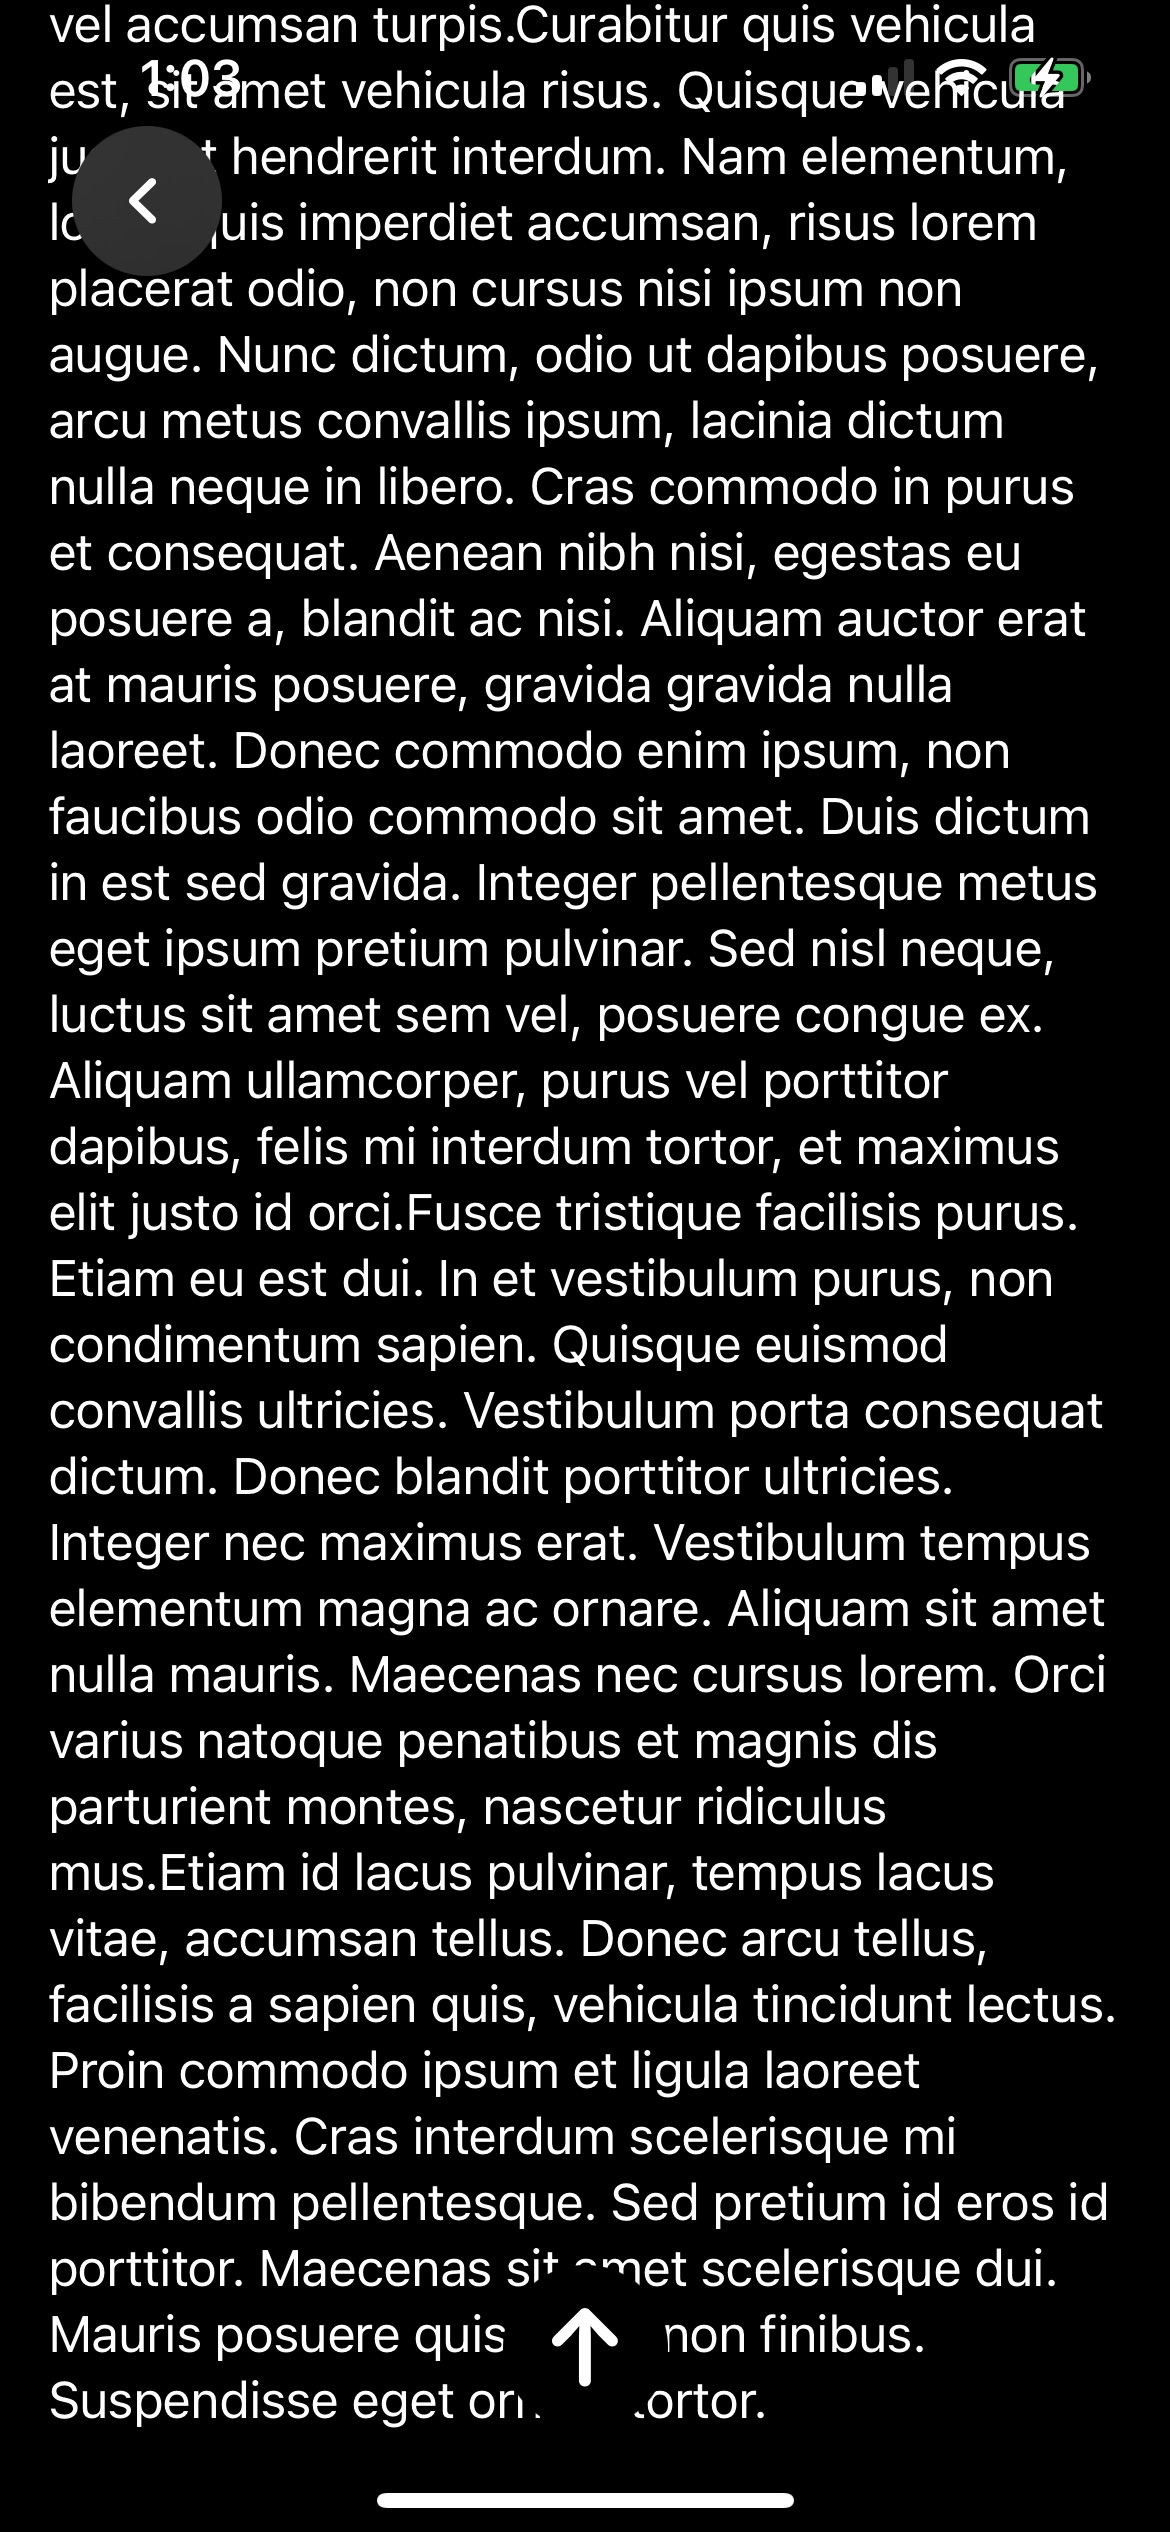 vel accumsan turpis.Curabitur quis vehicula
1:03
est, sit amet vehicula risus. Quisque vehicula
hendrerit interdum. Nam elementum,
imperdiet accumsan, risus lorem
placerat odio, non cursus nisi ipsum non
augue. Nunc dictum, odio ut dapibus posuere,
arcu metus convallis ipsum, lacinia dictum
nulla neque in libero. Cras commodo in purus
et consequat. Aenean nibh nisi, egestas eu
posuere a, blandit ac nisi. Aliquam auctor erat
at mauris posuere, gravida gravida nulla
laoreet. Donec commodo enim ipsum, non
faucibus odio commodo sit amet. Duis dictum
in est sed gravida. Integer pellentesque metus
eget ipsum pretium pulvinar. Sed nisl neque,
luctus sit amet sem vel, posuere congue ex.
Aliquam ullamcorper, purus vel porttitor
dapibus, felis mi interdum tortor, et maximus
elit justo id orci.Fusce tristique facilisis purus.
Etiam eu est dui. In et vestibulum purus, non
condimentum sapien. Quisque euismod
convallis ultricies. Vestibulum porta consequat
dictum. Donec blandit porttitor ultricies.
Integer nec maximus erat. Vestibulum tempus
elementum magna ac ornare. Aliquam sit amet
nulla mauris. Maecenas nec cursus lorem. Orci
varius natoque penatibus et magnis dis
parturient montes, nascetur ridiculus
mus.Etiam id lacus pulvinar, tempus lacus
vitae, accumsan tellus. Donec arcu tellus,
facilisis a sapien quis, vehicula tincidunt lectus.
Proin commodo ipsum et ligula laoreet
venenatis. Cras interdum scelerisque mi
bibendum pellentesque. Sed pretium id eros id
porttitor. Maecenas sit amet scelerisque dui.
Mauris posuere quis non finibus.
Suspendisse eget tortor.